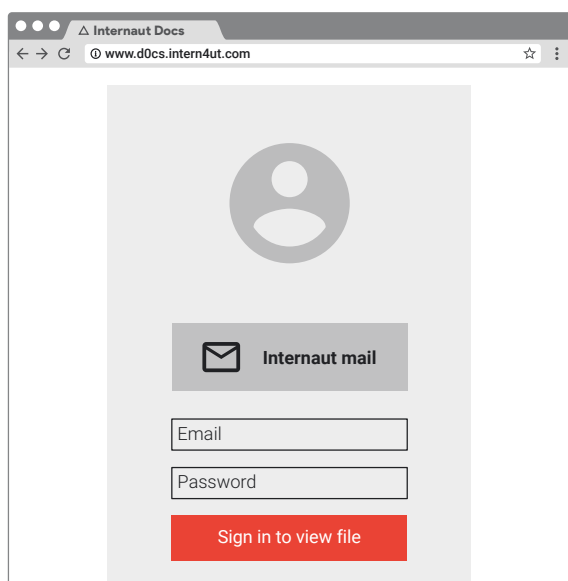 Internaut Docs
www.d0cs.intern4ut.com
Internaut mail
Email
Password
Sign in to view file